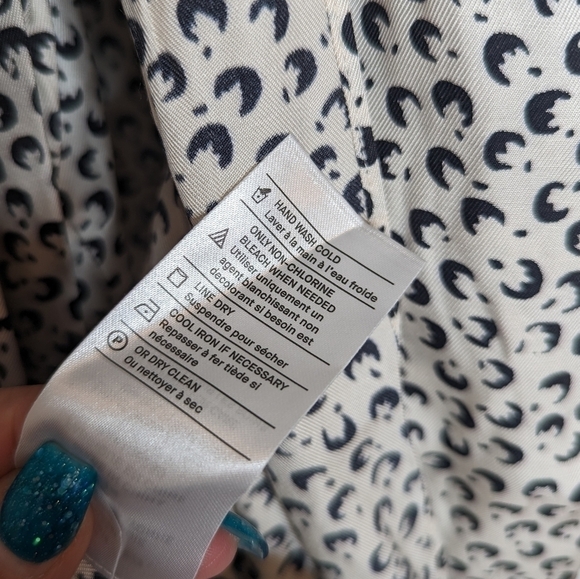 HAND WASH COLD
Laver à la main à l'eau froide
ONLY NON-CHLORINE
BLEACH WHEN NEEDED
Utiliser uniquement un
agent blanchissant non
decolorant si besoin est
LINE DRY
Suspendre pour sécher
COOL IRON IF NECESSARY
Repasser à fer tiède si
nécessaire
P
OR DRY CLEAN
Ou nettoyer à sec